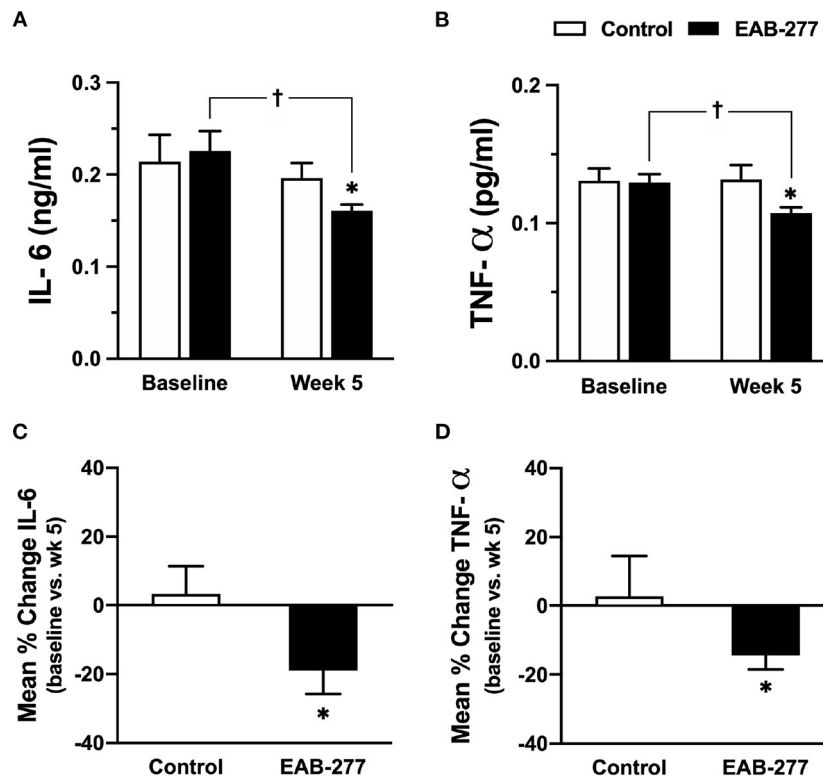 A
B
Control EAB-277
IL- 6 (ng/ml)
0.3
0.2
0.1
0.0
†
*
Baseline Week 5
TNF- α (pg/ml)
0.2
0.1
0.0
†
*
Baseline Week 5
C
D
Mean % Change IL-6
(baseline vs. wk 5)
40
20
0
-20
-40
*
Control EAB-277
Mean % Change TNF- α
(baseline vs. wk 5)
40
20
0
-20
-40
*
Control EAB-277